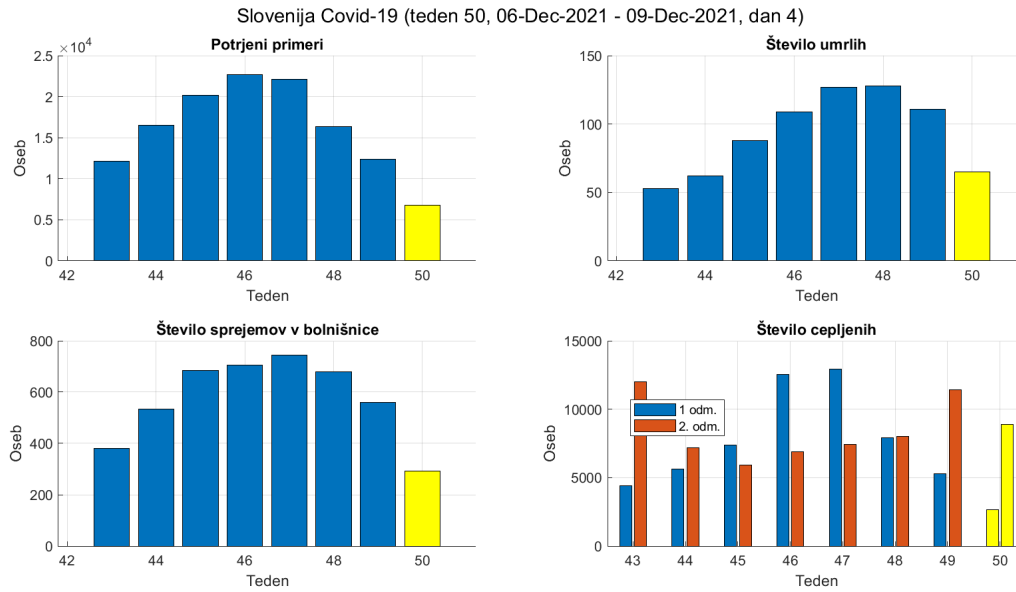 Slovenija Covid-19 (teden 50, 06-Dec-2021 - 09-Dec-2021, dan 4)
Potrjeni primeri
×10^4
2.5
2
1.5
1
0.5
0
Oseb
42 44 46 48 50
Teden
Število umrlih
150
100
50
0
Oseb
42 44 46 48 50
Teden
Število sprejemov v bolnišnice
800
600
400
200
0
Oseb
42 44 46 48 50
Teden
Število cepljenih
15000
10000
5000
0
Oseb
1 odm.
2. odm.
43 44 45 46 47 48 49 50
Teden